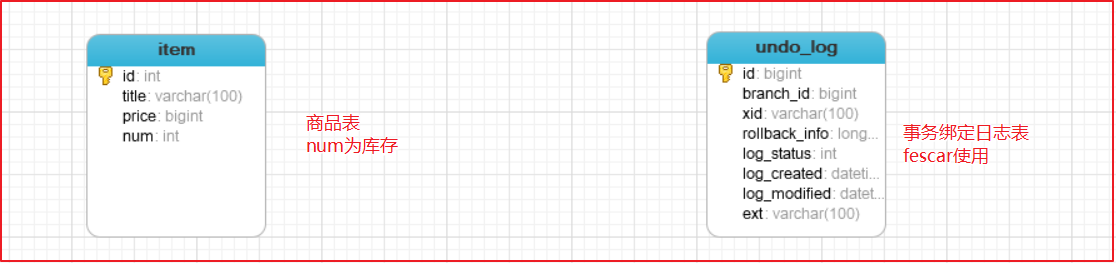 item
id: int
title: varchar(100)
price: bigint
num: int
商品表
num为库存
undo_log
id: bigint
branch_id: bigint
xid: varchar(100)
rollback_info: long...
log_status: int
log_created: dateti...
log_modified: datet...
ext: varchar(100)
事务绑定日志表
fescar使用